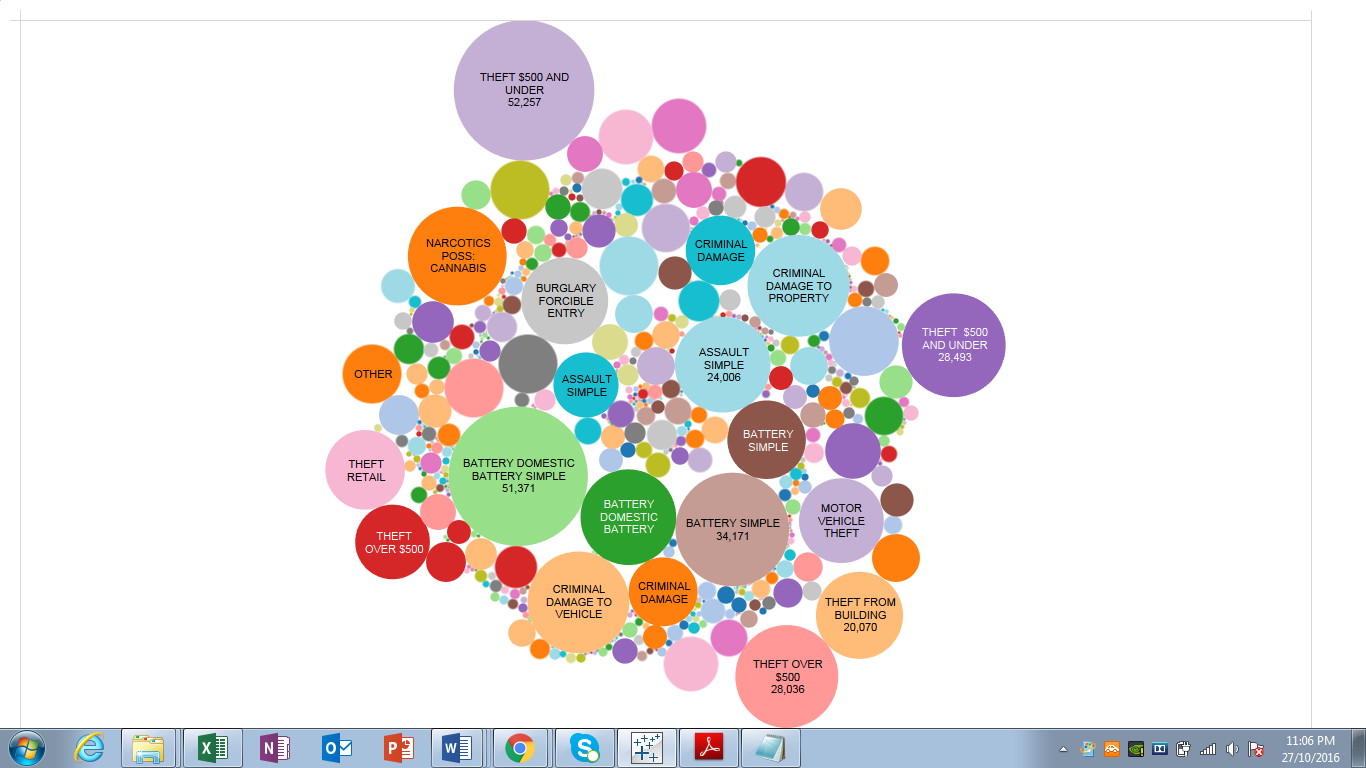 THEFT $500 AND
UNDER
52,257
NARCOTICS
POSS:
CANNABIS
CRIMINAL
DAMAGE
CRIMINAL
DAMAGE TO
PROPERTY
BURGLARY
FORCIBLE
ENTRY
THEFT $500
AND UNDER
28,493
ASSAULT
SIMPLE
24,006
OTHER
ASSAULT
SIMPLE
BATTERY
SIMPLE
THEFT
RETAIL
BATTERY DOMESTIC
BATTERY SIMPLE
51,371
BATTERY
DOMESTIC
BATTERY
BATTERY SIMPLE
34,171
MOTOR
VEHICLE
THEFT
THEFT
OVER $500
CRIMINAL
DAMAGE TO
VEHICLE
CRIMINAL
DAMAGE
THEFT FROM
BUILDING
20,070
THEFT OVER
$500
28,036
11:06 PM
27/10/2016